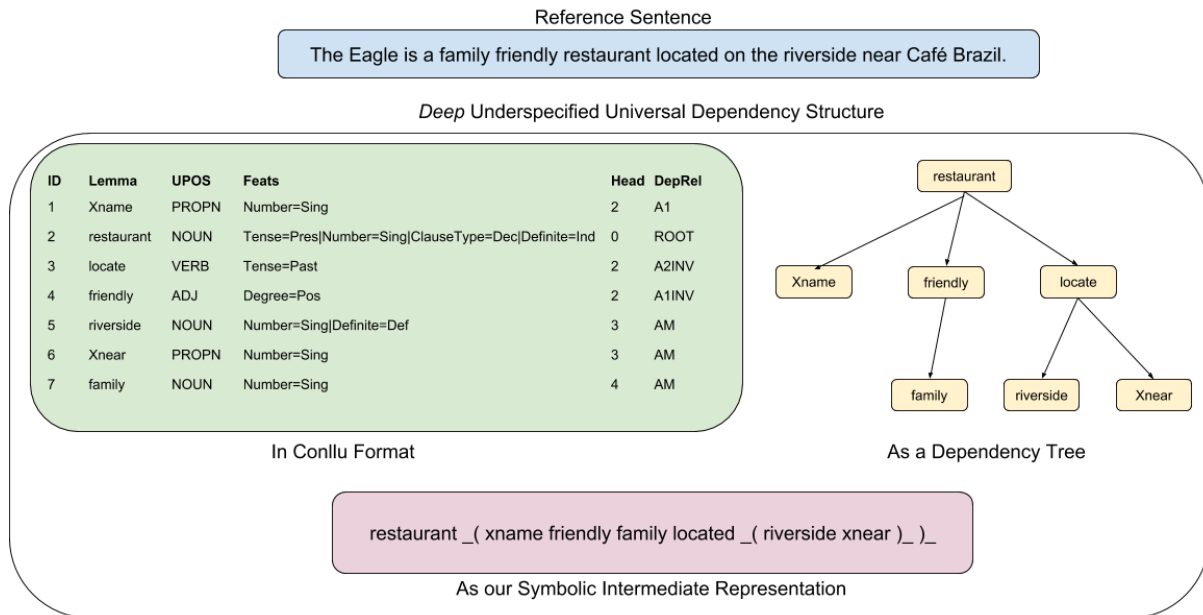 Reference Sentence
The Eagle is a family friendly restaurant located on the riverside near Café Brazil.
Deep Underspecified Universal Dependency Structure
ID Lemma UPOS Feats Head DepRel
1 Xname PROPN Number=Sing 2 A1
2 restaurant NOUN Tense=Pres|Number=Sing|ClauseType=Dec|Definite=Ind 0 ROOT
3 locate VERB Tense=Past 2 A2INV
4 friendly ADJ Degree=Pos 2 A1INV
5 riverside NOUN Number=Sing|Definite=Def 3 AM
6 Xnear PROPN Number=Sing 3 AM
7 family NOUN Number=Sing 4 AM
In Conllu Format
restaurant
Xname friendly locate
family riverside Xnear
As a Dependency Tree
restaurant _( xname friendly family located _( riverside xnear )_ )_
As our Symbolic Intermediate Representation